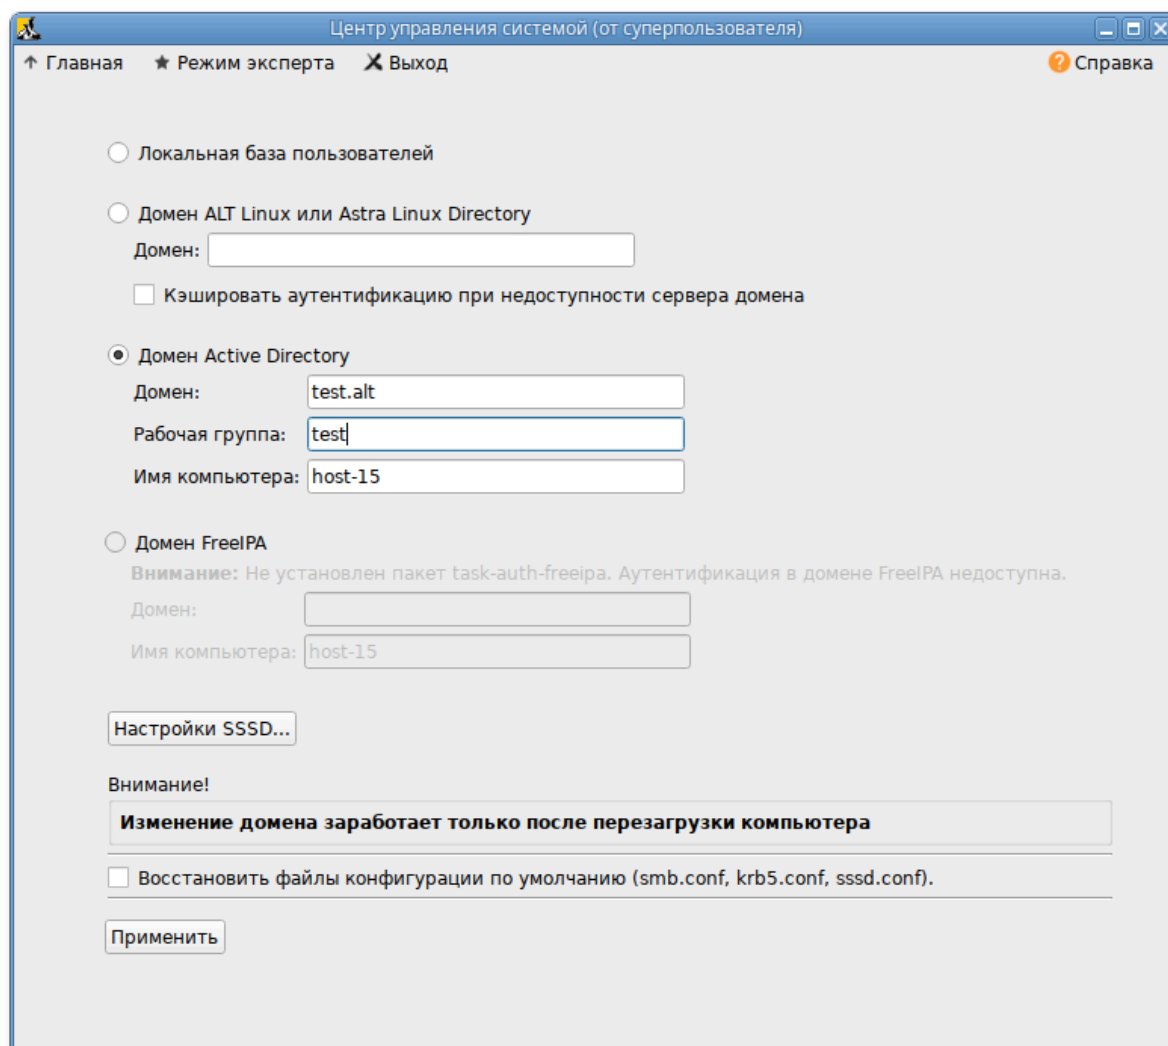 Центр управления системой (от суперпользователя)
Главная Режим эксперта Выход Справка
Локальная база пользователей
Домен ALT Linux или Astra Linux Directory
Домен:
Кэшировать аутентификацию при недоступности сервера домена
Домен Active Directory
Домен: test.alt
Рабочая группа: test
Имя компьютера: host-15
Домен FreeIPA
Внимание: Не установлен пакет task-auth-freeipa. Аутентификация в домене FreeIPA недоступна.
Домен:
Имя компьютера: host-15
Настройки SSSD...
Внимание!
Изменение домена заработает только после перезагрузки компьютера
Восстановить файлы конфигурации по умолчанию (smb.conf, krb5.conf, sssd.conf).
Применить